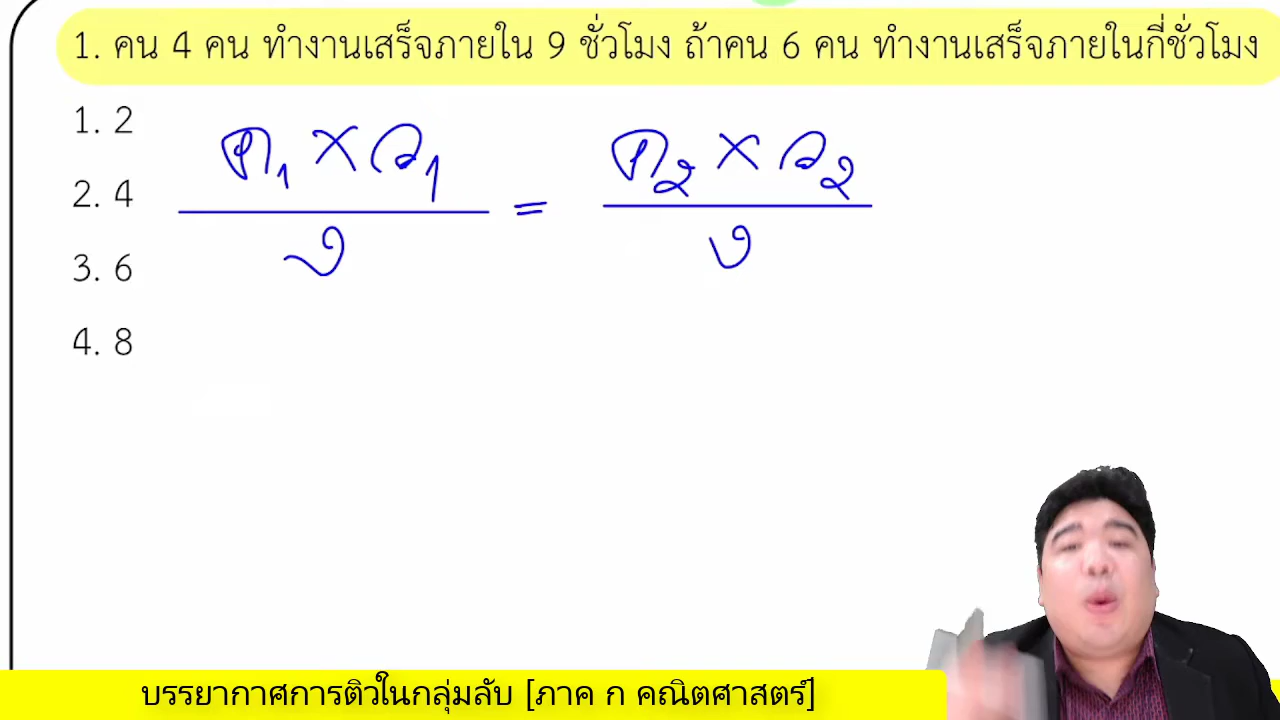 1. คน 4 คน ทำงานเสร็จภายใน 9 ชั่วโมง ถ้าคน 6 คน ทำงานเสร็จภายในกี่ชั่วโมง
1. 2
2. 4
3. 6
4. 8
ค1 × ว1 = ค2 × ว2
ง ง
บรรยากาศการติวในกลุ่มลับ [ภาค ก คณิตศาสตร์]